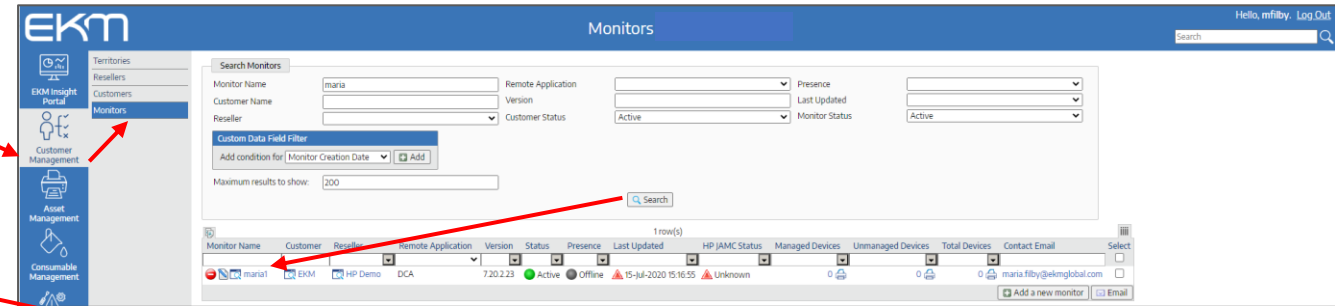 EKM
Monitors
Hello, mfilby. Log Out
Search
EKM Insight Portal
Customer Management
Asset Management
Consumable Management
Territories
Resellers
Customers
Monitors
Search Monitors
Monitor Name maria Remote Application Presence
Customer Name Version Last Updated
Reseller Customer Status Active Monitor Status Active
Custom Data Field Filter
Add condition for Monitor Creation Date Add
Maximum results to show: 200
Search
1 row(s)
Monitor Name Customer Reseller Remote Application Version Status Presence Last Updated HP JAMC Status Managed Devices Unmanaged Devices Total Devices Contact Email Select
maria1 EKM HP Demo DCA 7.20.2.23 Active Offline 15-Jul-2020 15:16:55 Unknown 0 0 0 maria.filby@ekmglobal.com
Add a new monitor Email